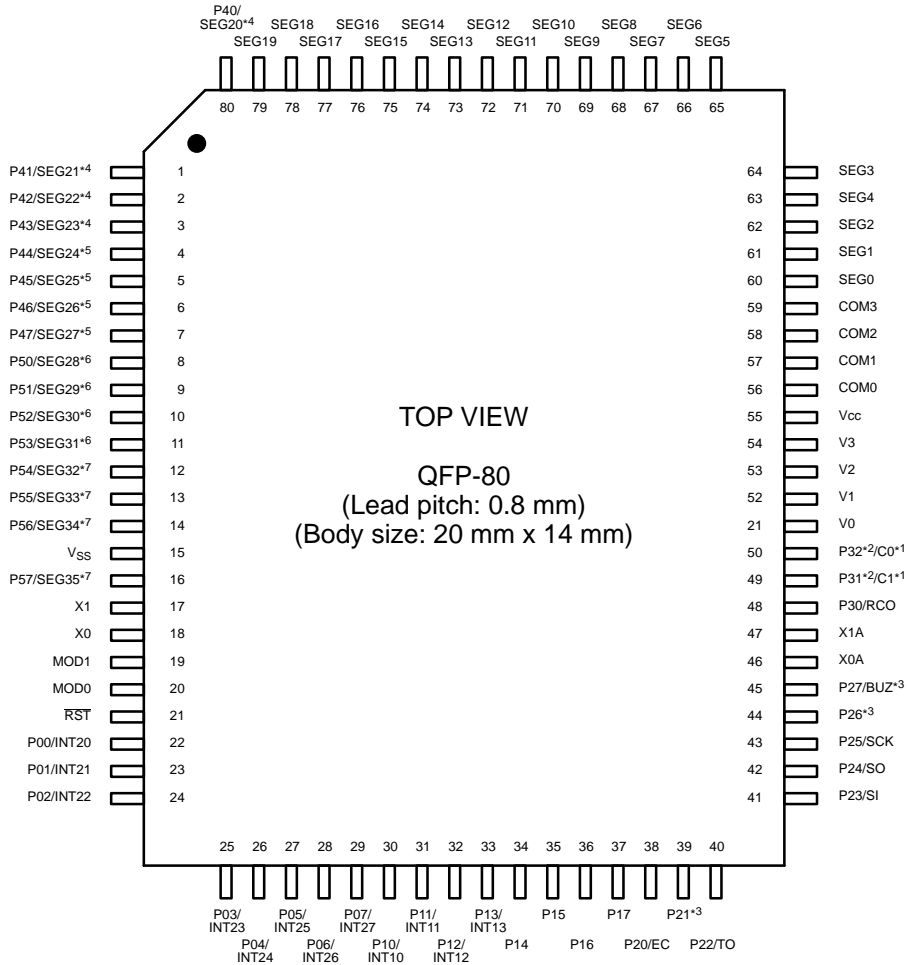 P40/
SEG20*4 SEG18 SEG16 SEG14 SEG12 SEG10 SEG8 SEG6
SEG19 SEG17 SEG15 SEG13 SEG11 SEG9 SEG7 SEG5
80 79 78 77 76 75 74 73 72 71 70 69 68 67 66 65
P41/SEG21*4 1 64 SEG3
P42/SEG22*4 2 63 SEG4
P43/SEG23*4 3 62 SEG2
P44/SEG24*5 4 61 SEG1
P45/SEG25*5 5 60 SEG0
P46/SEG26*5 6 59 COM3
P47/SEG27*5 7 58 COM2
P50/SEG28*6 8 57 COM1
P51/SEG29*6 9 56 COM0
P52/SEG30*6 10 55 Vcc
P53/SEG31*6 11 54 V3
P54/SEG32*7 12 53 V2
P55/SEG33*7 13 52 V1
P56/SEG34*7 14 21 V0
VSS 15 50 P32*2/C0*1
P57/SEG35*7 16 49 P31*2/C1*1
X1 17 48 P30/RCO
X0 18 47 X1A
MOD1 19 46 X0A
MOD0 20 45 P27/BUZ*3
RST 21 44 P26*3
P00/INT20 22 43 P25/SCK
P01/INT21 23 42 P24/SO
P02/INT22 24 41 P23/SI
TOP VIEW
QFP-80
(Lead pitch: 0.8 mm)
(Body size: 20 mm x 14 mm)
25 26 27 28 29 30 31 32 33 34 35 36 37 38 39 40
P03/ P05/ P07/ P11/ P13/ P15 P17 P21*3
INT23 INT25 INT27 INT11 INT13
P04/ P06/ P10/ P12/ P14 P16 P20/EC P22/TO
INT24 INT26 INT10 INT12